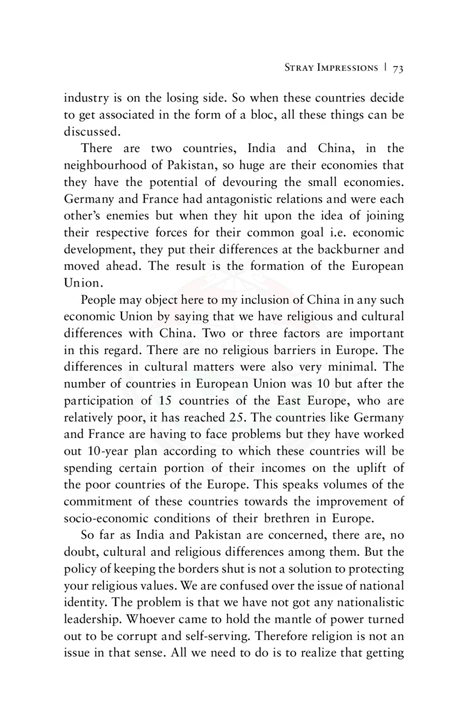 Stray Impressions | 73
industry is on the losing side. So when these countries decide
to get associated in the form of a bloc, all these things can be
discussed.
There are two countries, India and China, in the
neighbourhood of Pakistan, so huge are their economies that
they have the potential of devouring the small economies.
Germany and France had antagonistic relations and were each
other's enemies but when they hit upon the idea of joining
their respective forces for their common goal i.e. economic
development, they put their differences at the backburner and
moved ahead. The result is the formation of the European
Union.
People may object here to my inclusion of China in any such
economic Union by saying that we have religious and cultural
differences with China. Two or three factors are important
in this regard. There are no religious barriers in Europe. The
differences in cultural matters were also very minimal. The
number of countries in European Union was 10 but after the
participation of 15 countries of the East Europe, who are
relatively poor, it has reached 25. The countries like Germany
and France are having to face problems but they have worked
out 10-year plan according to which these countries will be
spending certain portion of their incomes on the uplift of
the poor countries of the Europe. This speaks volumes of the
commitment of these countries towards the improvement of
socio-economic conditions of their brethren in Europe.
So far as India and Pakistan are concerned, there are, no
doubt, cultural and religious differences among them. But the
policy of keeping the borders shut is not a solution to protecting
your religious values. We are confused over the issue of national
identity. The problem is that we have not got any nationalistic
leadership. Whoever came to hold the mantle of power turned
out to be corrupt and self-serving. Therefore religion is not an
issue in that sense. All we need to do is to realize that getting